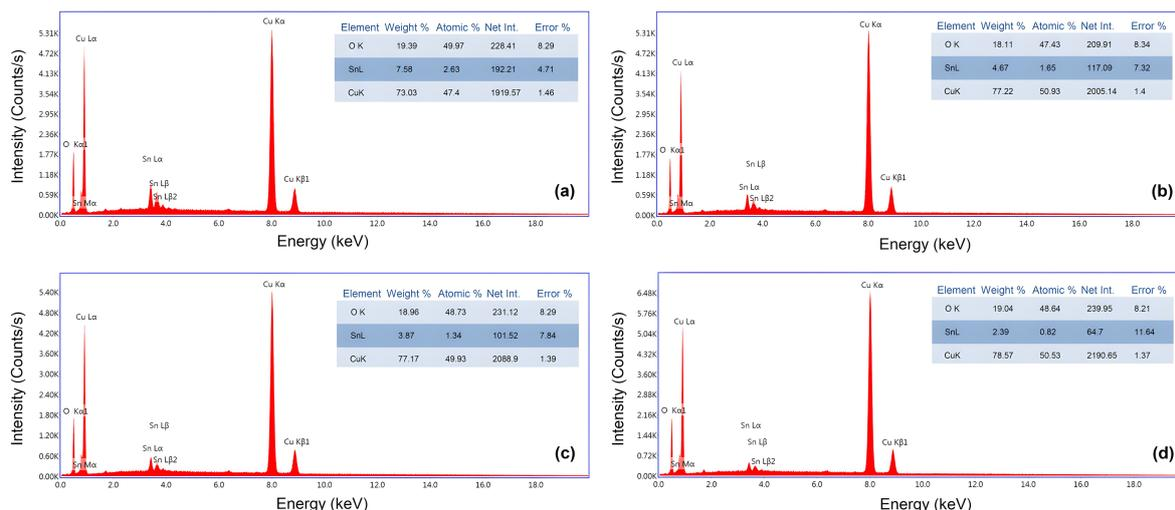 Element Weight % Atomic % Net Int. Error %
O K 19.39 49.97 228.41 8.29
SnL 7.58 2.63 192.21 4.71
CuK 73.03 47.4 1919.57 1.46
Intensity (Counts/s)
5.31K
4.72K
4.13K
3.54K
2.95K
2.36K
1.77K
1.18K
0.59K
0.00K
Cu Lα
Cu Kα
O Kα1
Sn Mα
Sn Lα
Sn Lβ
Sn Lβ2
Cu Kβ1
(a)
0.0 2.0 4.0 6.0 8.0 10.0 12.0 14.0 16.0 18.0
Energy (keV)
Element Weight % Atomic % Net Int. Error %
O K 18.11 47.43 209.91 8.34
SnL 4.67 1.65 117.09 7.32
CuK 77.22 50.93 2005.14 1.4
Intensity (Counts/s)
5.31K
4.72K
4.13K
3.54K
2.95K
2.36K
1.77K
1.18K
0.59K
0.00K
Cu Kα
Cu Lα
O Kα1
Sn Mα
Sn Lβ
Sn Lα
Sn Lβ2
Cu Kβ1
(b)
0.0 2.0 4.0 6.0 8.0 10.0 12.0 14.0 16.0 18.0
Energy (keV)
Element Weight % Atomic % Net Int. Error %
O K 18.96 48.73 231.12 8.29
SnL 3.87 1.34 101.52 7.84
CuK 77.17 49.93 2088.9 1.39
Intensity (Counts/s)
5.40K
4.80K
4.20K
3.60K
3.00K
2.40K
1.80K
1.20K
0.60K
0.00K
Cu Kα
Cu Lα
O Kα1
Sn Mα
Sn Lβ
Sn Lα
Sn Lβ2
Cu Kβ1
(c)
0.0 2.0 4.0 6.0 8.0 10.0 12.0 14.0 16.0 18.0
Energy (keV)
Element Weight % Atomic % Net Int. Error %
O K 19.04 48.64 239.95 8.21
SnL 2.39 0.82 64.7 11.64
CuK 78.57 50.53 2190.65 1.37
Intensity (Counts/s)
6.48K
5.76K
5.04K
4.32K
3.60K
2.88K
2.16K
1.44K
0.72K
0.00K
Cu Kα
Cu Lα
O Kα1
Sn Mα
Sn Lα
Sn Lβ
Sn Lβ2
Cu Kβ1
(d)
0.0 2.0 4.0 6.0 8.0 10.0 12.0 14.0 16.0 18.0
Energy (keV)